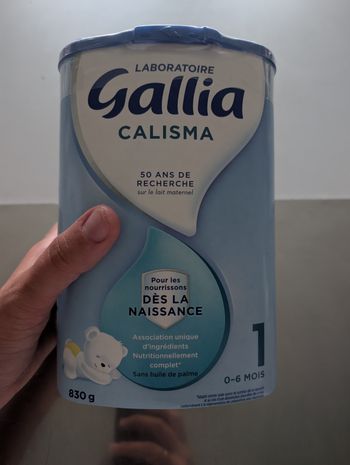 LABORATOIRE
Gallia
CALISMA
50 ANS DE
RECHERCHE
sur le lait maternel
Pour les
nourrissons
DÈS LA
NAISSANCE
Association unique
d'ingrédients
Nutritionnellement
complet*
Sans huile de palme
1
0-6 MOIS
830 g